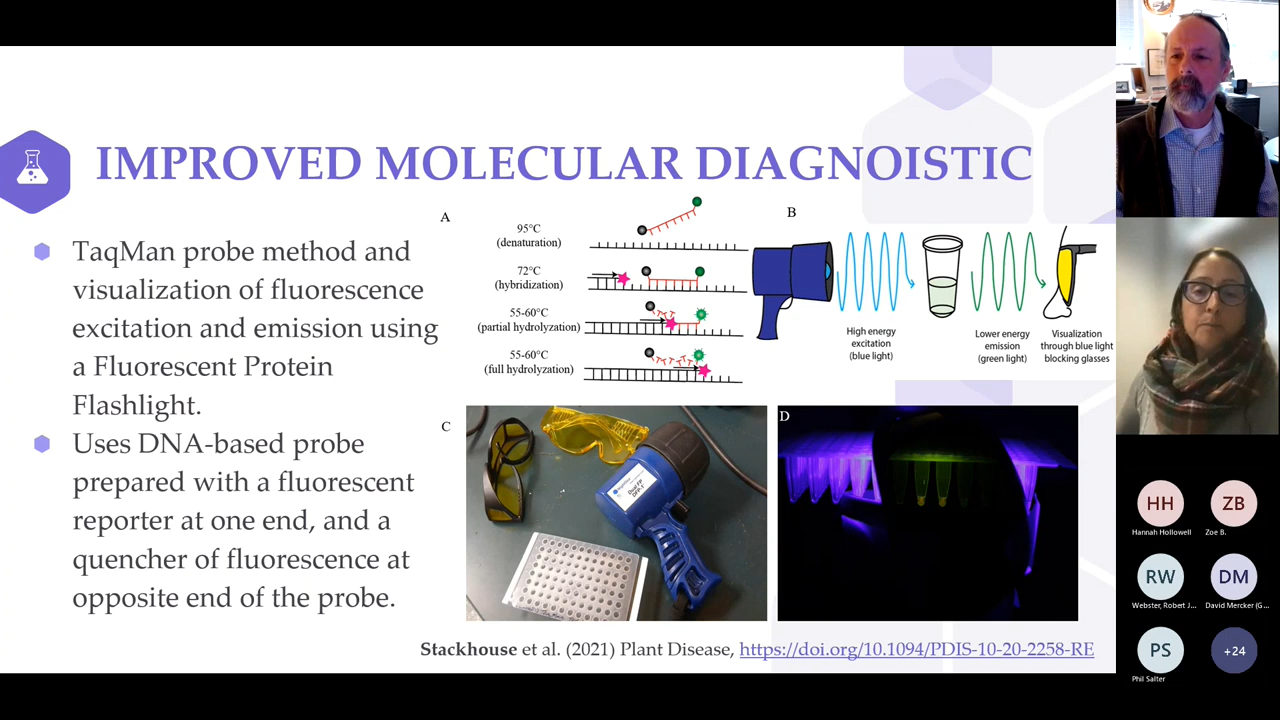 IMPROVED MOLECULAR DIAGNOISTIC
TaqMan probe method and
visualization of fluorescence
excitation and emission using
a Fluorescent Protein
Flashlight.
Uses DNA-based probe
prepared with a fluorescent
reporter at one end, and a
quencher of fluorescence at
opposite end of the probe.
A
95°C
(denaturation)
72°C
(hybridization)
55-60°C
(partial hydrolyzation)
55-60°C
(full hydrolyzation)
B
High energy
excitation
(blue light)
Lower energy
emission
(green light)
Visualization
through blue light
blocking glasses
C
Dual FP
GFP-T
D
Stackhouse et al. (2021) Plant Disease, https://doi.org/10.1094/PDIS-10-20-2258-RE
HH
Hannah Hollowell
ZB
Zoe B.
RW
Webster, Robert J...
DM
David Mercker (G...
PS
Phil Salter
+24